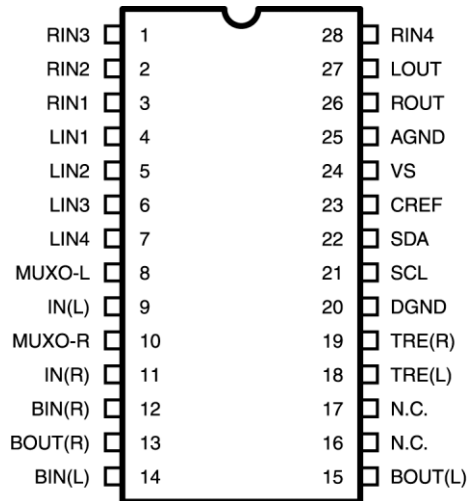 RIN3 1 28 RIN4
RIN2 2 27 LOUT
RIN1 3 26 ROUT
LIN1 4 25 AGND
LIN2 5 24 VS
LIN3 6 23 CREF
LIN4 7 22 SDA
MUXO-L 8 21 SCL
IN(L) 9 20 DGND
MUXO-R 10 19 TRE(R)
IN(R) 11 18 TRE(L)
BIN(R) 12 17 N.C.
BOUT(R) 13 16 N.C.
BIN(L) 14 15 BOUT(L)